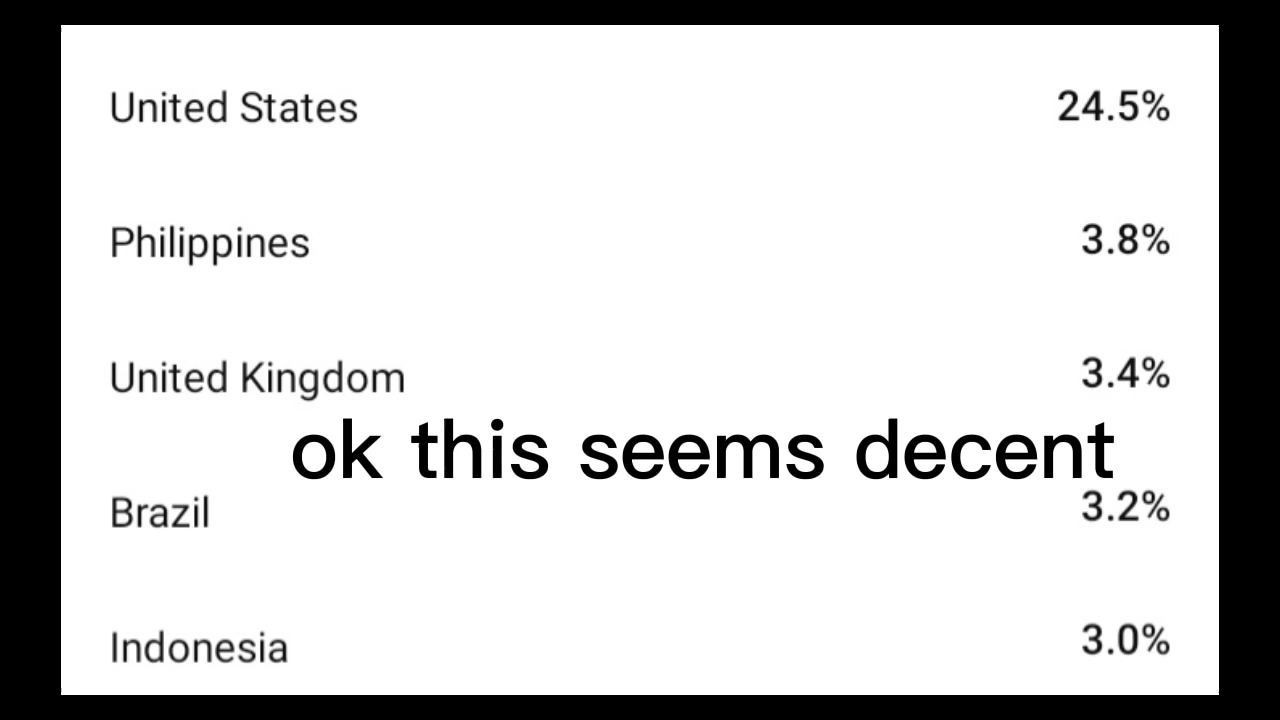 United States 24.5%
Philippines 3.8%
United Kingdom 3.4%
ok this seems decent
Brazil 3.2%
Indonesia 3.0%